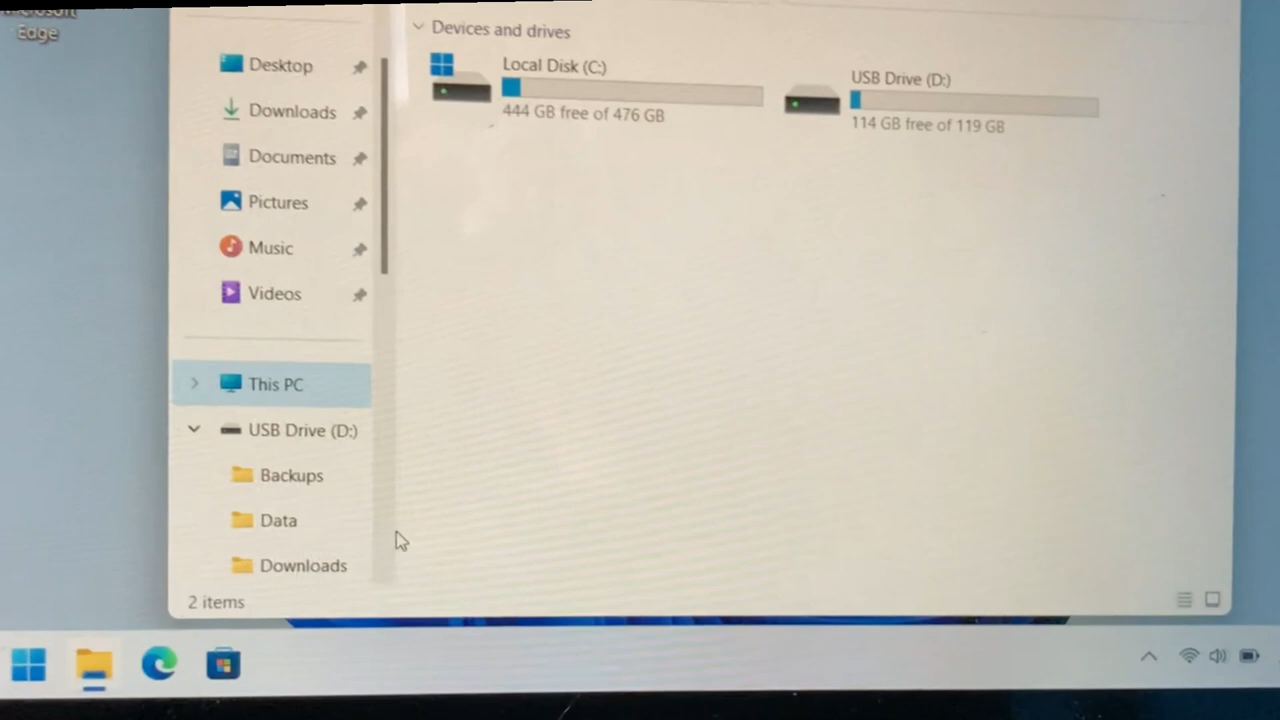 Microsoft
Edge
Devices and drives
Desktop
Local Disk (C:)
USB Drive (D:)
444 GB free of 476 GB
114 GB free of 119 GB
Downloads
Documents
Pictures
Music
Videos
This PC
USB Drive (D:)
Backups
Data
Downloads
2 items